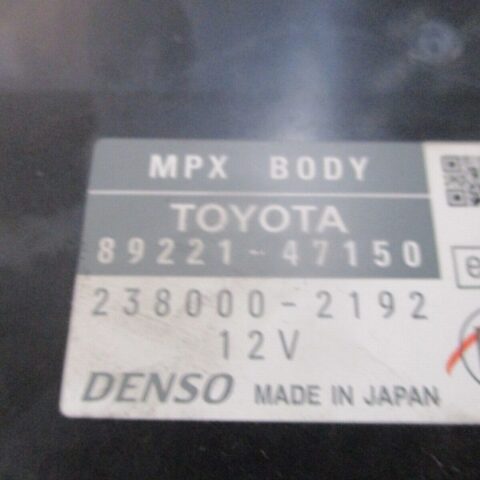 MPX BODY
TOYOTA
89221-47150
238000-2192
12V
DENSO MADE IN JAPAN
e